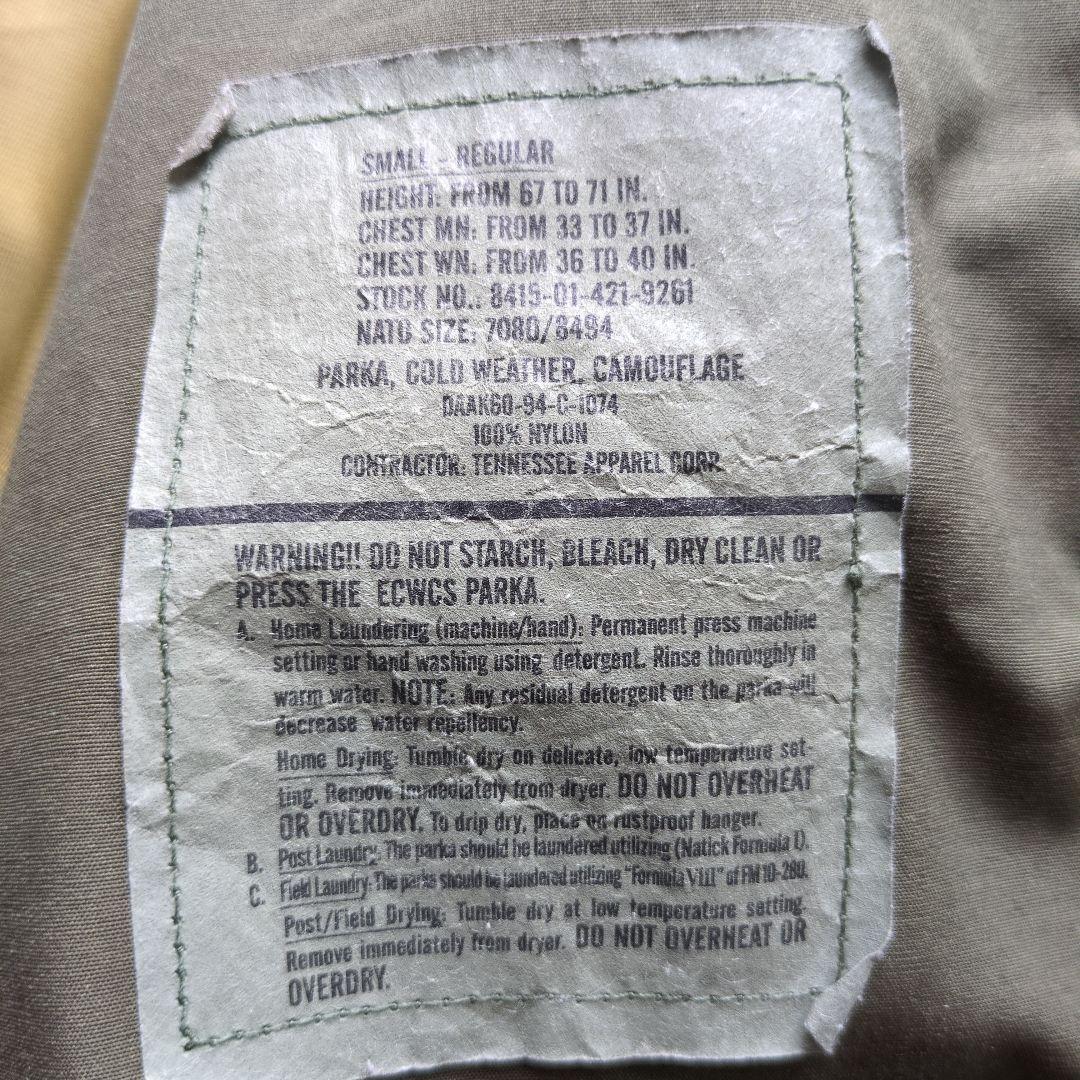 SMALL - REGULAR
HEIGHT: FROM 67 TO 71 IN.
CHEST MN: FROM 33 TO 37 IN.
CHEST WN: FROM 36 TO 40 IN.
STOCK NO.: 8415-01-421-9261
NATO SIZE: 7080/8494
PARKA, COLD WEATHER, CAMOUFLAGE
DAAK60-94-C-1074
100% NYLON
CONTRACTOR: TENNESSEE APPAREL CORP.
WARNING!! DO NOT STARCH, BLEACH, DRY CLEAN OR
PRESS THE ECWCS PARKA.
A. Home Laundering (machine/hand): Permanent press machine
setting or hand washing using detergent. Rinse thoroughly in
warm water. NOTE: Any residual detergent on the parka will
decrease water repellency.
Home Drying: Tumble dry on delicate, low temperature set-
ting. Remove immediately from dryer. DO NOT OVERHEAT
OR OVERDRY. To drip dry, place on rustproof hanger.
B. Post Laundry: The parka should be laundered utilizing (Natick Formula I).
C. Field Laundry: The parka should be laundered utilizing "Formula VIII" of FM 10-280.
Post/Field Drying: Tumble dry at low temperature setting.
Remove immediately from dryer. DO NOT OVERHEAT OR
OVERDRY.